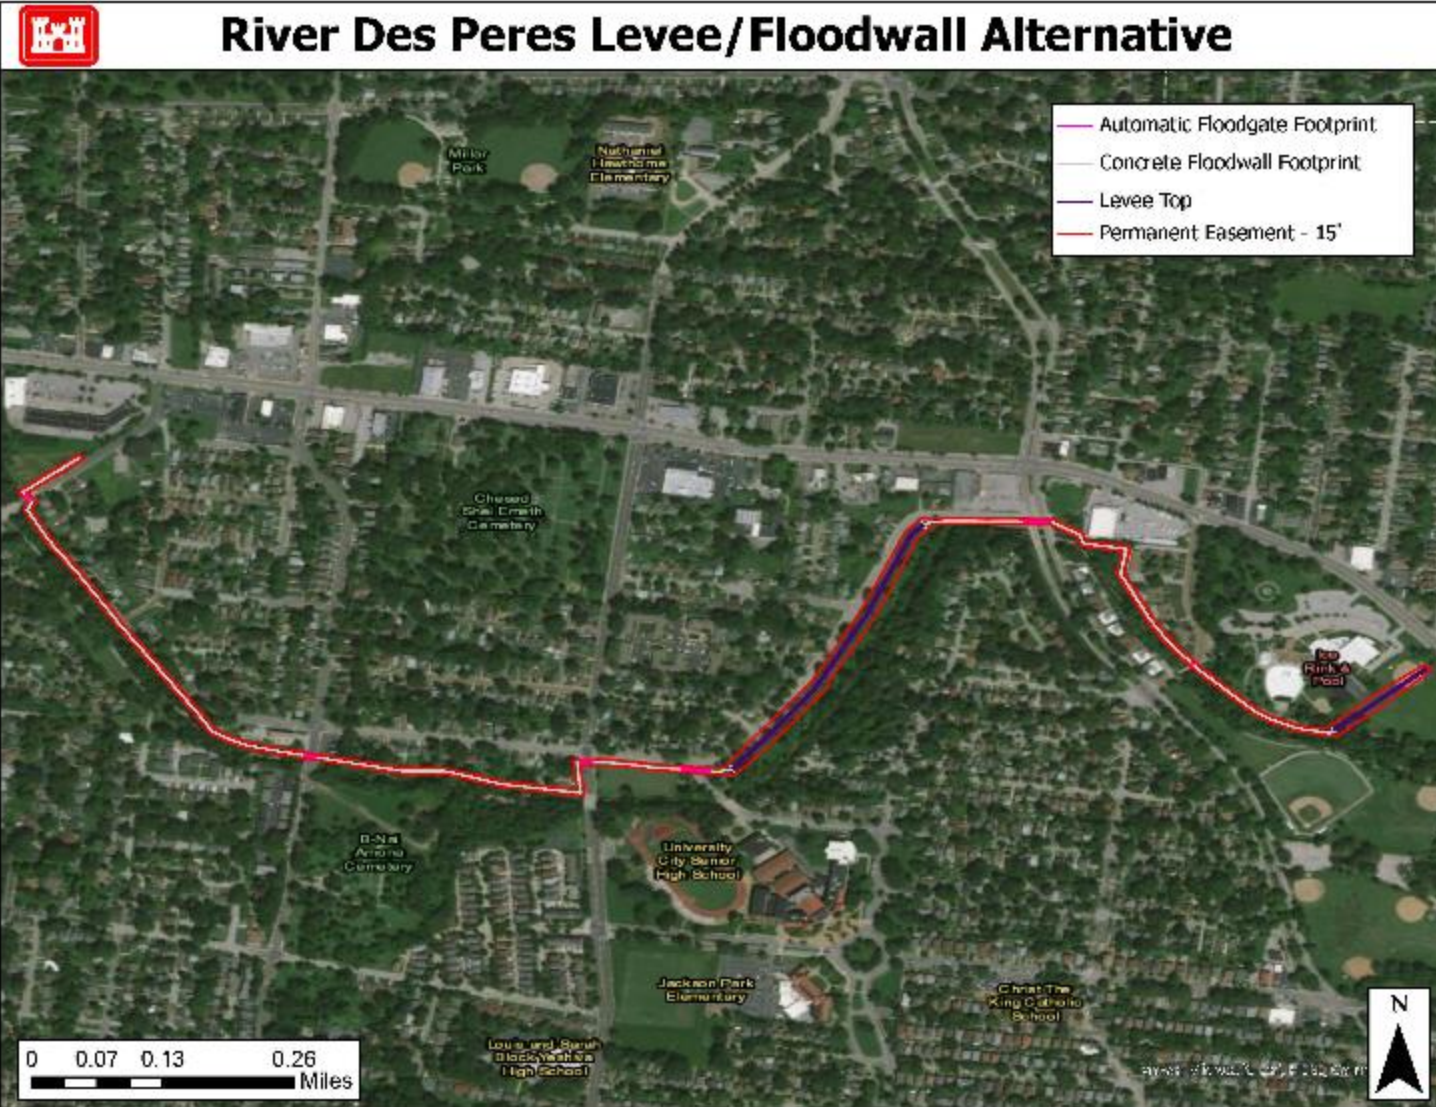 River Des Peres Levee/Floodwall Alternative
Automatic Floodgate Footprint
Concrete Floodwall Footprint
Levee Top
Permanent Easement - 15'
Millar
Park
Nathaniel
Hawthorne
Elementary
Chesed
Shel Emeth
Cemetery
Ice
Rink &
Pool
B-Nai
Amona
Cemetery
University
City Senior
High School
Jackson Park
Elementary
Christ The
King Catholic
School
Louis and Sarah
Block Yeshiva
High School
0 0.07 0.13 0.26
Miles
N